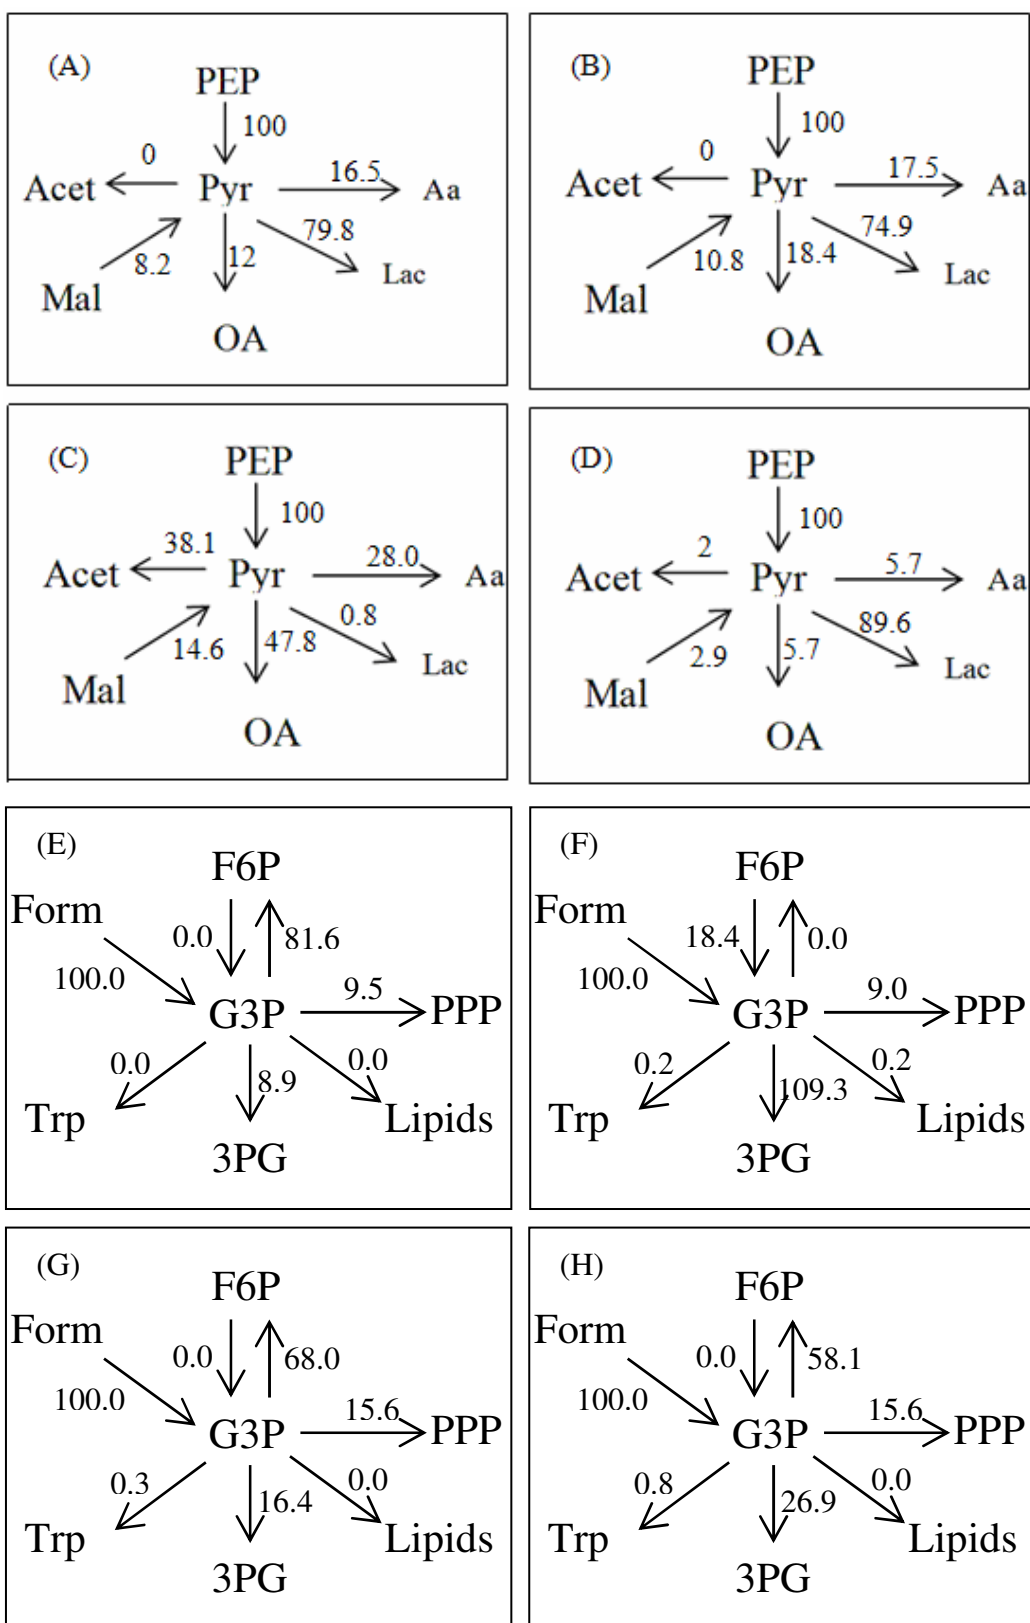 (A)
PEP
100
0
16.5
Acet
Pyr
Aa
79.8
8.2
12
Lac
Mal
OA
(B)
PEP
100
0
17.5
Acet
Pyr
Aa
74.9
10.8
18.4
Lac
Mal
OA
(C)
PEP
100
38.1
28.0
Acet
Pyr
Aa
0.8
14.6
47.8
Lac
Mal
OA
(D)
PEP
100
2
5.7
Acet
Pyr
Aa
89.6
2.9
5.7
Lac
Mal
OA
(E)
F6P
Form
0.0
81.6
100.0
9.5
G3P
PPP
0.0
8.9
0.0
Trp
Lipids
3PG
(F)
F6P
Form
18.4
0.0
100.0
9.0
G3P
PPP
0.2
109.3
0.2
Trp
Lipids
3PG
(G)
F6P
Form
0.0
68.0
100.0
15.6
G3P
PPP
0.3
16.4
0.0
Trp
Lipids
3PG
(H)
F6P
Form
0.0
58.1
100.0
15.6
G3P
PPP
0.8
26.9
0.0
Trp
Lipids
3PG